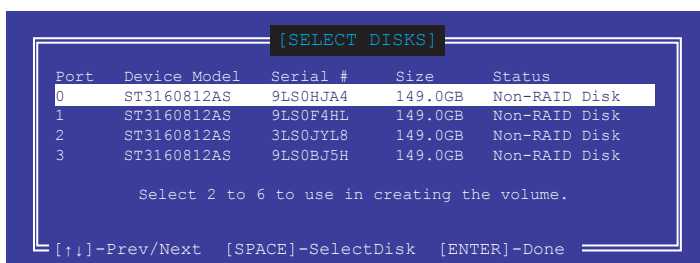 [SELECT DISKS]
Port Device Model Serial # Size Status
0 ST3160812AS 9LS0HJA4 149.0GB Non-RAID Disk
1 ST3160812AS 9LS0F4HL 149.0GB Non-RAID Disk
2 ST3160812AS 3LS0JYL8 149.0GB Non-RAID Disk
3 ST3160812AS 9LS0BJ5H 149.0GB Non-RAID Disk
Select 2 to 6 to use in creating the volume.
[↑↓]-Prev/Next [SPACE]-SelectDisk [ENTER]-Done